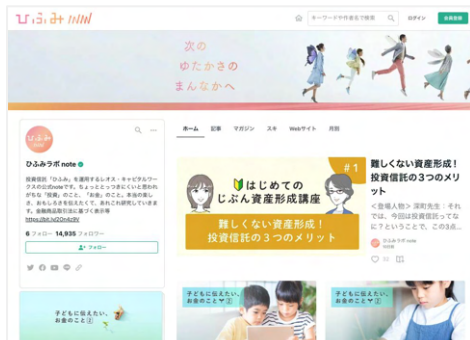 ひふみ
キーワードや作者名で検索
ログイン
会員登録
次の
ゆたかさの
まんなかへ
ひふみ
note
ひふみラボ note
投資信託「ひふみ」を運用するレオス・キャピタルワー
クスの公式noteです。ちょっととっつきにくいと思われ
がちな「投資」のこと、「お金」のこと。本当の楽し
さ、おもしろさを伝えたくて、あれこれ研究していきま
す。金融商品取引法に基づく表示等
6 フォロー 14,935 フォロワー
フォロー
ホーム 記事 マガジン スキ Webサイト 月別
#1
はじめての
じぶん資産形成講座
難しくない資産形成！
投資信託の3つのメリット
難しくない資産形成！
投資信託の３つのメリ
ット
＜登場人物＞ 深町先生：それ
では、今回は投資信託ってな
に？ということで、この3点...
ひふみラボ note
子どもに伝えたい、
お金のこと
子どもに伝えたい、
お金のこと
子どもに伝えたい、
お金のこと